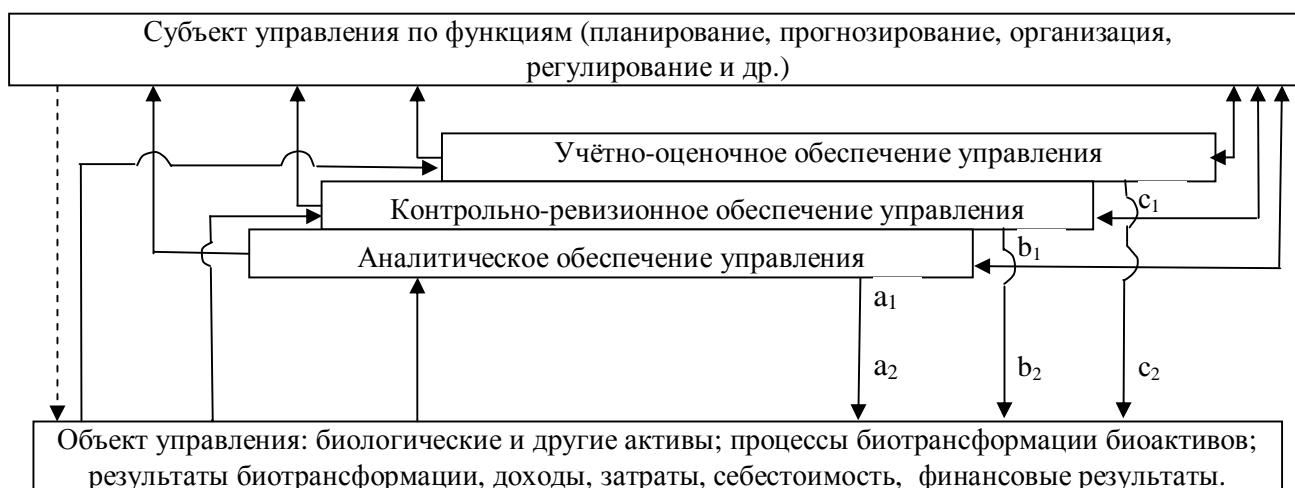 Субъект управления по функциям (планирование, прогнозирование, организация,
регулирование и др.)
Учётно-оценочное обеспечение управления
c₁
Контрольно-ревизионное обеспечение управления
b₁
Аналитическое обеспечение управления
a₁
a₂ b₂ c₂
Объект управления: биологические и другие активы; процессы биотрансформации биоактивов;
результаты биотрансформации, доходы, затраты, себестоимость, финансовые результаты.